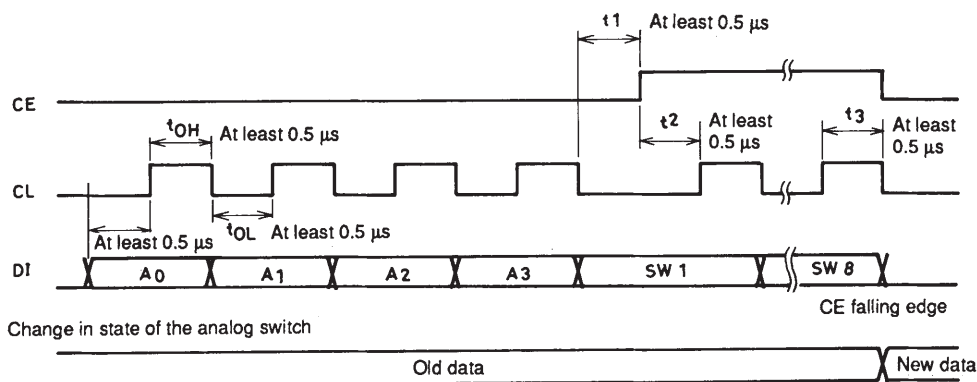 t1 At least 0.5 μs
CE
tOH At least 0.5 μs
t2 At least
0.5 μs
t3 At least
0.5 μs
CL
At least 0.5 μs
tOL At least 0.5 μs
DI A0 A1 A2 A3 SW 1 SW 8
CE falling edge
Change in state of the analog switch
Old data New data